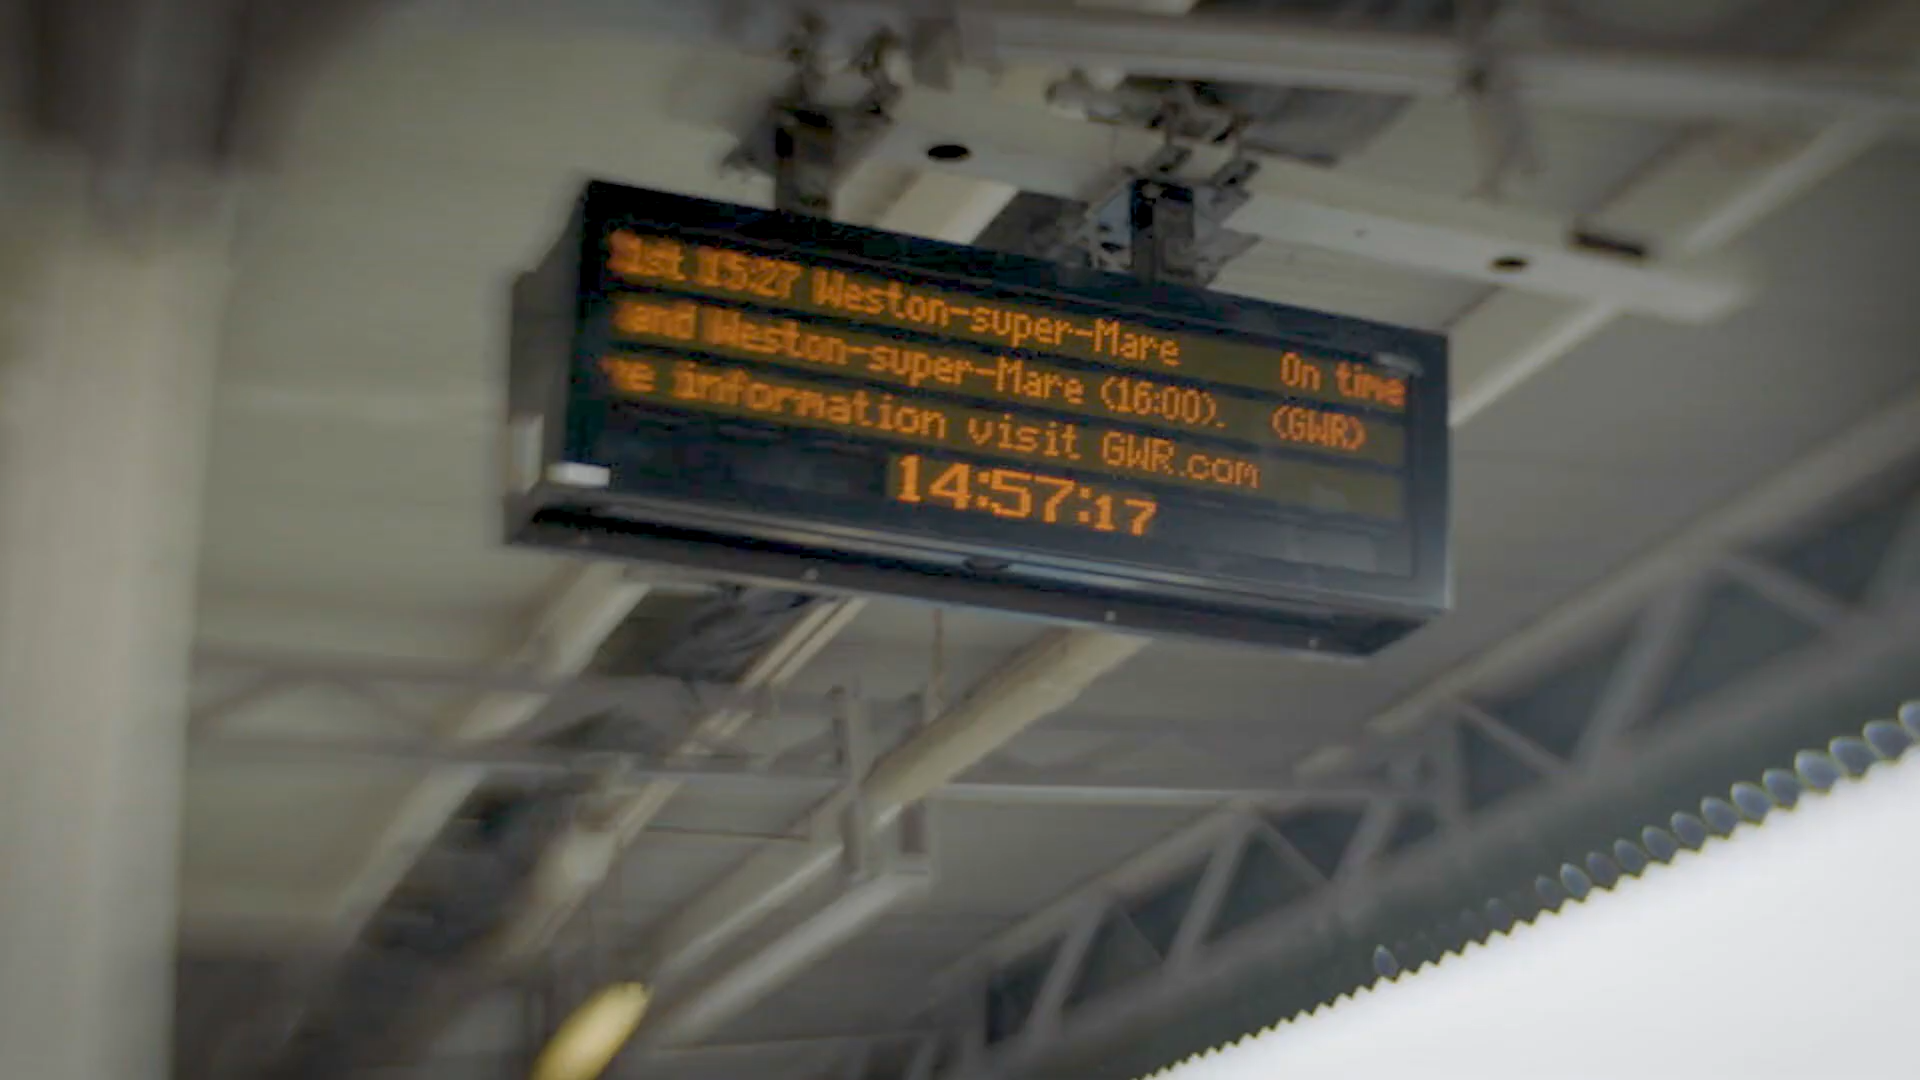 1st 15:27 Weston-super-Mare On time
and Weston-super-Mare (16:00). (GWR)
information visit GWR.com
14:57:17